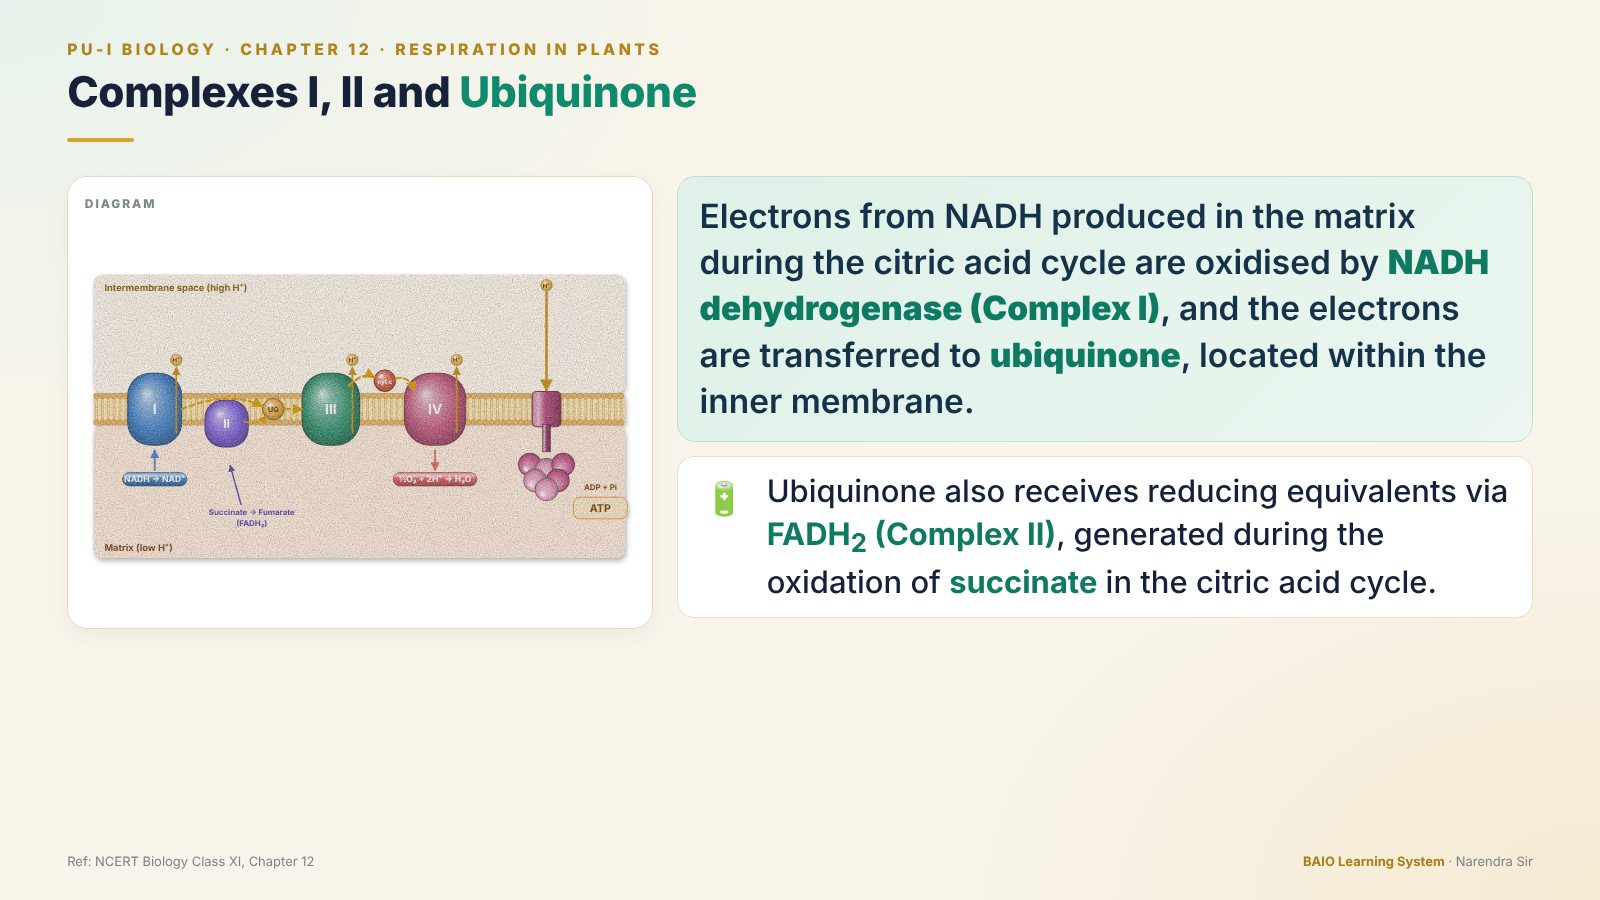 PU-I BIOLOGY · CHAPTER 12 · RESPIRATION IN PLANTS
Complexes I, II and Ubiquinone
DIAGRAM
Intermembrane space (high H⁺)
H⁺
H⁺
H⁺
H⁺
cyt c
I
II
UQ
III
IV
NADH → NAD⁺
½O₂ + 2H⁺ → H₂O
ADP + Pi
ATP
Succinate → Fumarate
(FADH₂)
Matrix (low H⁺)
Electrons from NADH produced in the matrix
during the citric acid cycle are oxidised by NADH
dehydrogenase (Complex I), and the electrons
are transferred to ubiquinone, located within the
inner membrane.
Ubiquinone also receives reducing equivalents via
FADH₂ (Complex II), generated during the
oxidation of succinate in the citric acid cycle.
Ref: NCERT Biology Class XI, Chapter 12
BAIO Learning System · Narendra Sir